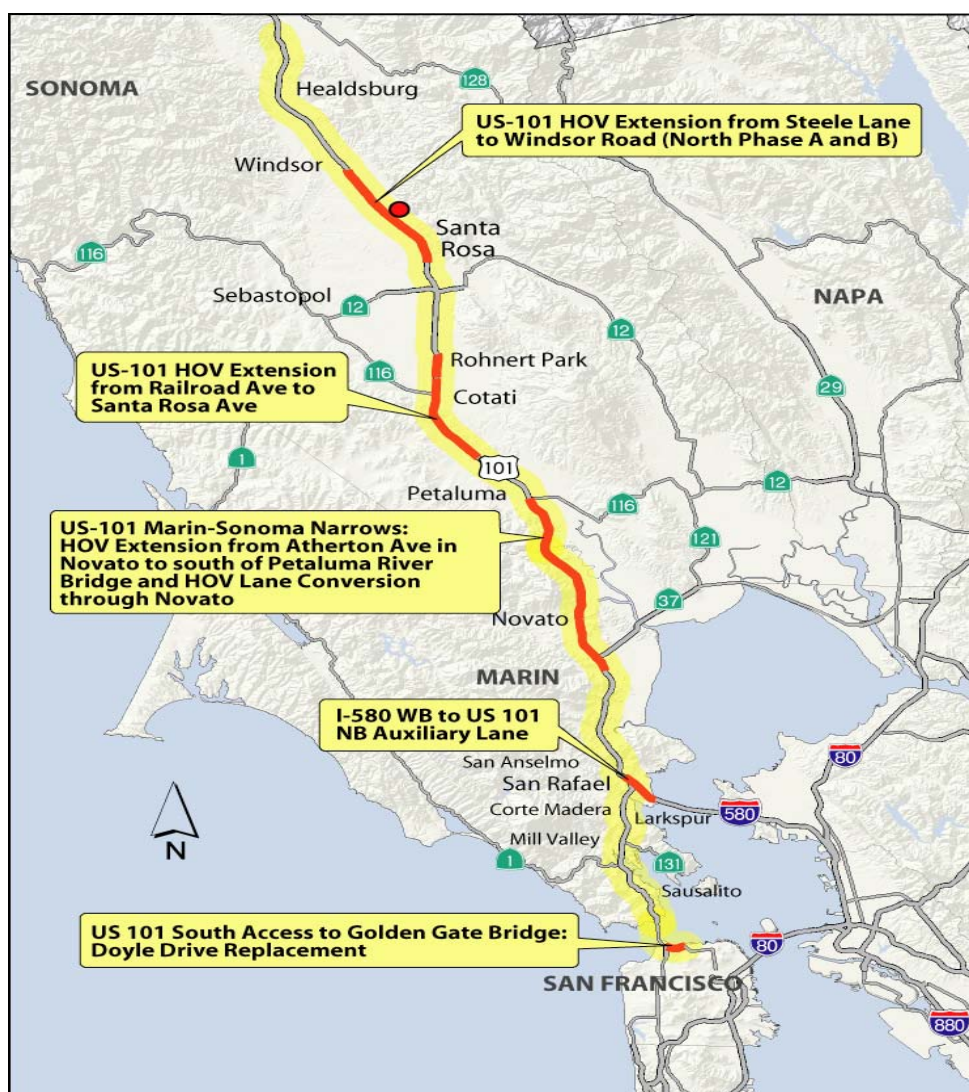 SONOMA
Healdsburg
128
US-101 HOV Extension from Steele Lane
to Windsor Road (North Phase A and B)
Windsor
Santa
Rosa
116
Sebastopol
12
NAPA
12
Rohnert Park
US-101 HOV Extension
from Railroad Ave to
Santa Rosa Ave
116
29
Cotati
1
101
12
Petaluma
116
US-101 Marin-Sonoma Narrows:
HOV Extension from Atherton Ave in
Novato to south of Petaluma River
Bridge and HOV Lane Conversion
through Novato
121
37
Novato
MARIN
I-580 WB to US 101
NB Auxiliary Lane
80
San Anselmo
San Rafael
Corte Madera
Larkspur
580
Mill Valley
N
1
131
Sausalito
US 101 South Access to Golden Gate Bridge:
Doyle Drive Replacement
80
SAN FRANCISCO
880